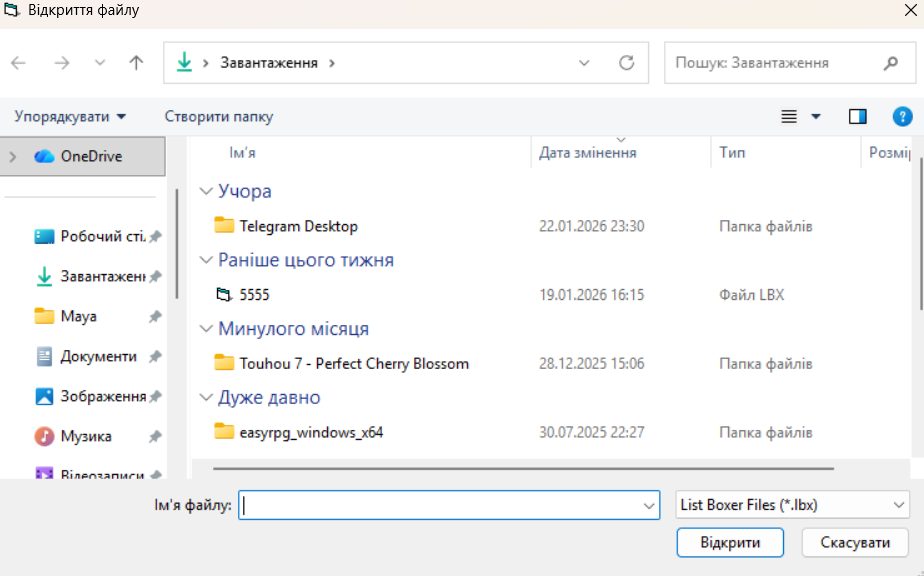 Відкриття файлу
Завантаження
Пошук: Завантаження
Упорядкувати
Створити папку
OneDrive
Робочий сті.
Завантажен
Maya
Документи
Зображення
Музика
Відеозаписи
Ім'я Дата змінення Тип Розмі
Учора
Telegram Desktop 22.01.2026 23:30 Папка файлів
Раніше цього тижня
5555 19.01.2026 16:15 Файл LBX
Минулого місяця
Touhou 7 - Perfect Cherry Blossom 28.12.2025 15:06 Папка файлів
Дуже давно
easyrpg_windows_x64 30.07.2025 22:27 Папка файлів
Ім'я файлу:
List Boxer Files (*.lbx)
Відкрити
Скасувати